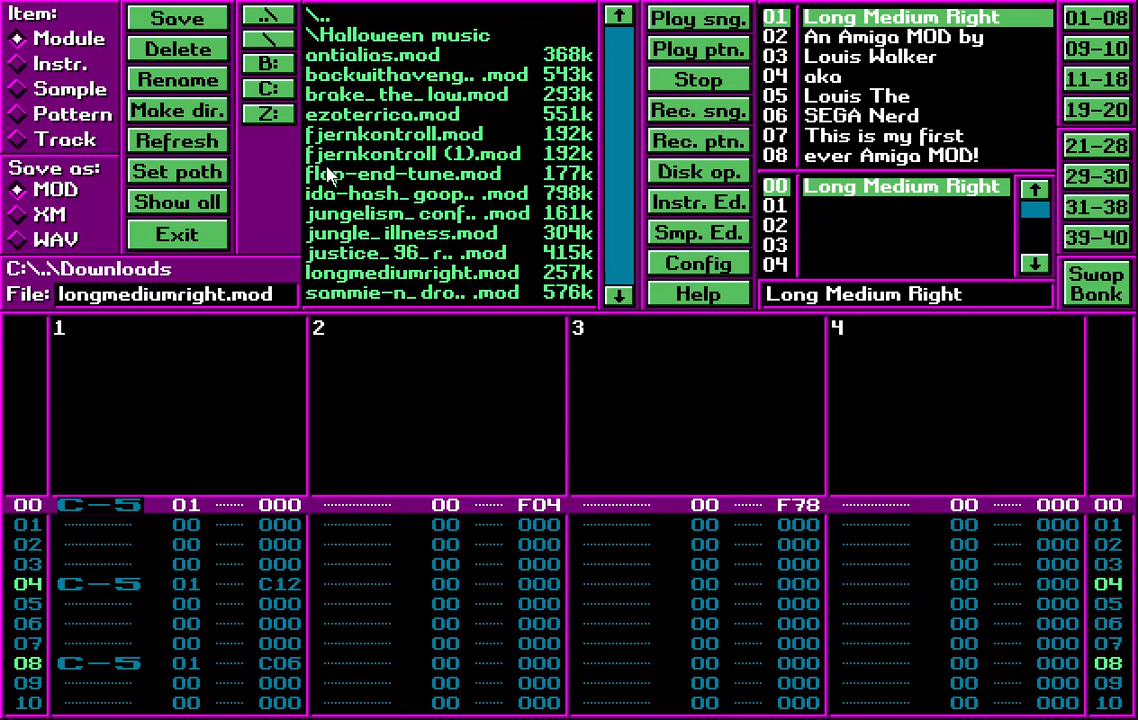 Item:
Module
Instr.
Sample
Pattern
Track
Save as:
MOD
XM
WAV
Save
Delete
Rename
Make dir.
Refresh
Set path
Show all
Exit
C:\..\Downloads
File: longmediumright.mod
..\
\
B:
C:
Z:
\..
\Halloween music
antialias.mod 368k
backwithaveng.. .mod 543k
brake_the_law.mod 293k
ezoterrica.mod 551k
fjernkontroll.mod 192k
fjernkontroll (1).mod 192k
flop-end-tune.mod 177k
ida-hash_goop.. .mod 798k
jungelism_conf.. .mod 161k
jungle_illness.mod 304k
justice_96_r.. .mod 415k
longmediumright.mod 257k
sammie-n_dro.. .mod 576k
Play sng.
Play ptn.
Stop
Rec. sng.
Rec. ptn.
Disk op.
Instr. Ed.
Smp. Ed.
Config
Help
01 Long Medium Right
02 An Amiga MOD by
03 Louis Walker
04 aka
05 Louis The
06 SEGA Nerd
07 This is my first
08 ever Amiga MOD!
00 Long Medium Right
01
02
03
04
Long Medium Right
01-08
09-10
11-18
19-20
21-28
29-30
31-38
39-40
Swap
Bank
1 2 3 4
00 C-5 01 000 00 F04 00 F78 00 000 00
01 00 000 00 000 00 000 00 000 01
02 00 000 00 000 00 000 00 000 02
03 00 000 00 000 00 000 00 000 03
04 C-5 01 C12 00 000 00 000 00 000 04
05 00 000 00 000 00 000 00 000 05
06 00 000 00 000 00 000 00 000 06
07 00 000 00 000 00 000 00 000 07
08 C-5 01 C06 00 000 00 000 00 000 08
09 00 000 00 000 00 000 00 000 09
10 00 000 00 000 00 000 00 000 10